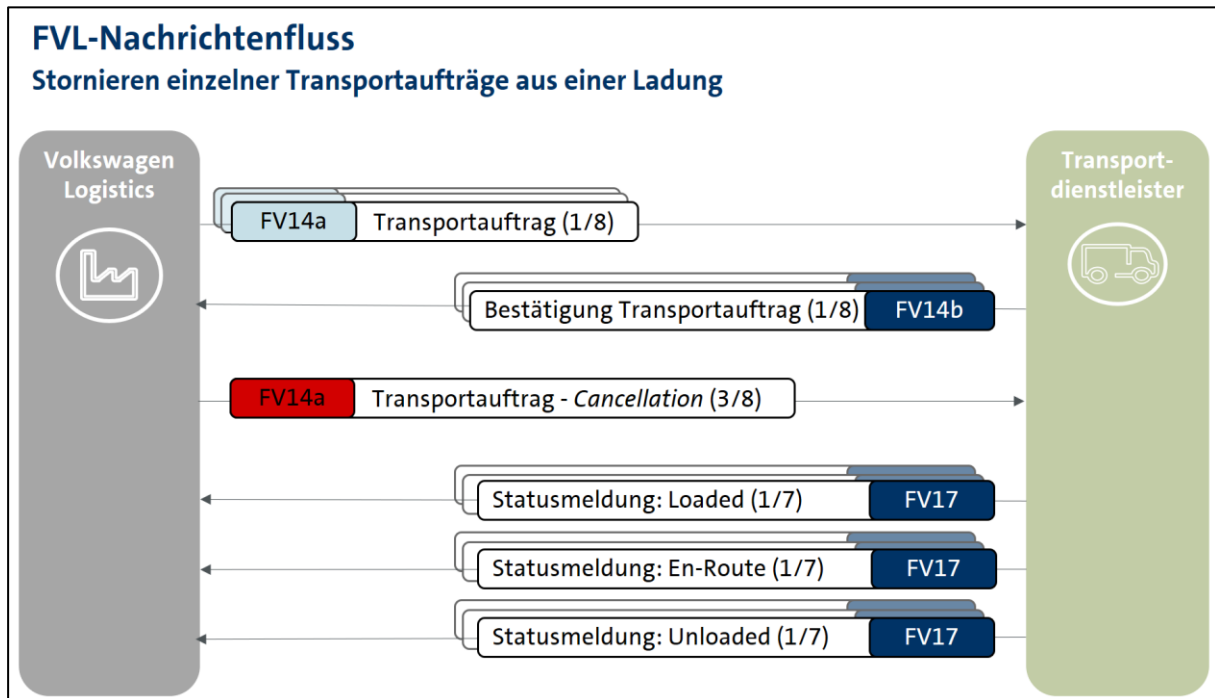 FVL-Nachrichtenfluss
Stornieren einzelner Transportaufträge aus einer Ladung
Volkswagen
Logistics
Transport-
dienstleister
FV14a Transportauftrag (1/8)
Bestätigung Transportauftrag (1/8) FV14b
FV14a Transportauftrag - Cancellation (3/8)
Statusmeldung: Loaded (1/7) FV17
Statusmeldung: En-Route (1/7) FV17
Statusmeldung: Unloaded (1/7) FV17